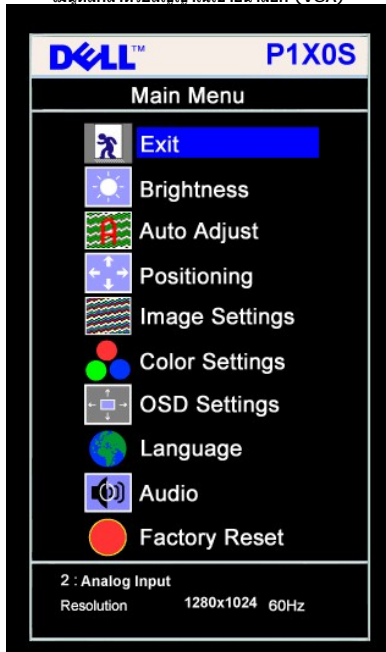 (VGA)
DELL™ P1X0S
Main Menu
Exit
Brightness
Auto Adjust
Positioning
Image Settings
Color Settings
OSD Settings
Language
Audio
Factory Reset
2 : Analog Input
Resolution 1280x1024 60Hz